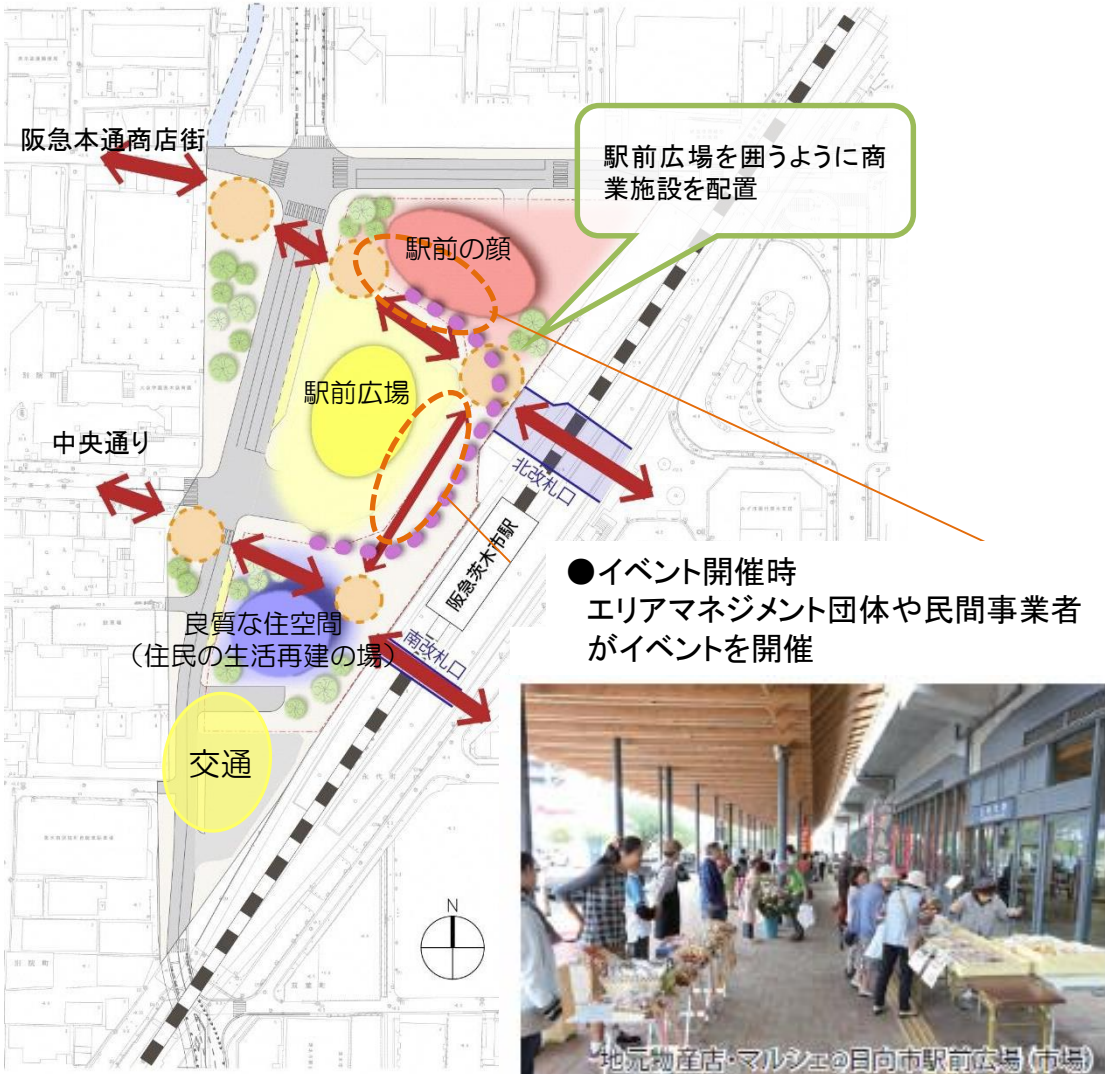 阪急本通商店街
駅前広場を囲うように商
業施設を配置
駅前の顔
駅前広場
中央通り
北改札口
阪急茨木市駅
●イベント開催時
エリアマネジメント団体や民間事業者
がイベントを開催
良質な住空間
（住民の生活再建の場）
南改札口
交通
N
地元物産店・マルシェ@日向市駅前広場（市場）